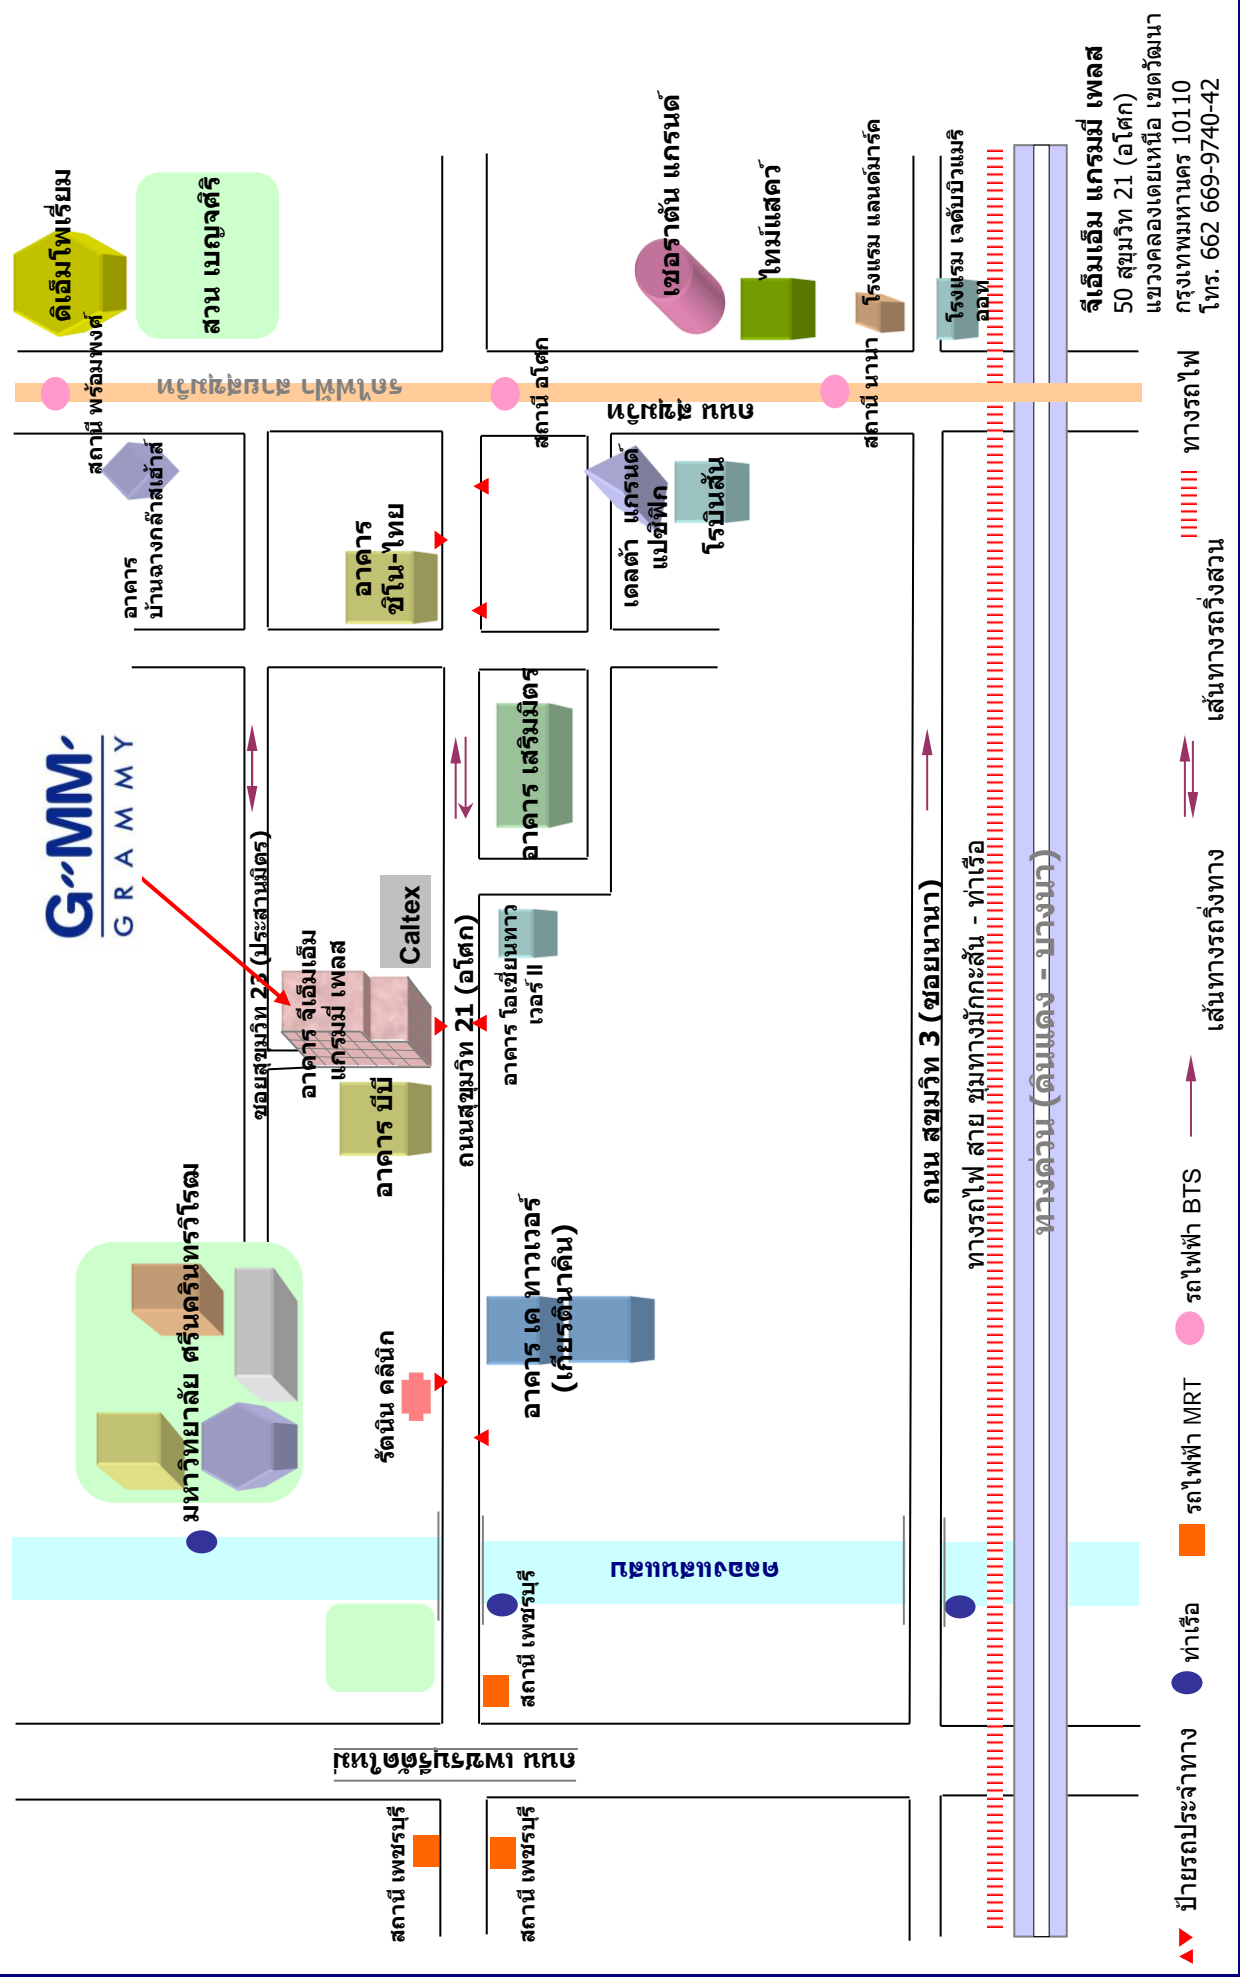 G MM
GRAMMY
ดิเอ็มโพเรี่ยม
สวน เบญจศิริ
สถานี พร้อมพงศ์
รถไฟฟ้า สายสุขุมวิท
อาคาร
บ้านฉางกล๊าสเฮ้าส์
ถนน สุขุมวิท
สถานี อโศก
สถานี นานา
เชอราตัน แกรนด์
ไทม์แสควร์
โรงแรม แลนด์มาร์ค
โรงแรม เจดับบิวแมริ
ออท
อาคาร
ซิโน-ไทย
เดลต้า แกรนด์
แปซิฟิก
โรบินสัน
อาคาร เสริมมิตร
ซอยสุขุมวิท 23 (ประสานมิตร)
อาคาร จีเอ็มเอ็ม
แกรมมี่ เพลส
Caltex
ถนนสุขุมวิท 21 (อโศก)
อาคาร โอเชี่ยนทาว
เวอร์ II
อาคาร บีบี
มหาวิทยาลัย ศรีนครินทรวิโรฒ
รัตนิน คลินิก
อาคาร เค ทาวเวอร์
(เกียรตินาคิน)
ถนน สุขุมวิท 3 (ซอยนานา)
ทางรถไฟ สาย ชุมทางมักกะสัน - ท่าเรือ
ทางด่วน (ดินแดง - บางนา)
คลองแสนแสบ
สถานี เพชรบุรี
ถนน เพชรบุรีตัดใหม่
สถานี เพชรบุรี
สถานี เพชรบุรี
จีเอ็มเอ็ม แกรมมี่ เพลส
50 สุขุมวิท 21 (อโศก)
แขวงคลองเตยเหนือ เขตวัฒนา
กรุงเทพมหานคร 10110
โทร. 662 669-9740-42
ป้ายรถประจำทาง
ท่าเรือ
รถไฟฟ้า MRT
รถไฟฟ้า BTS
เส้นทางรถวิ่งทาง
เส้นทางรถวิ่งสวน
ทางรถไฟ